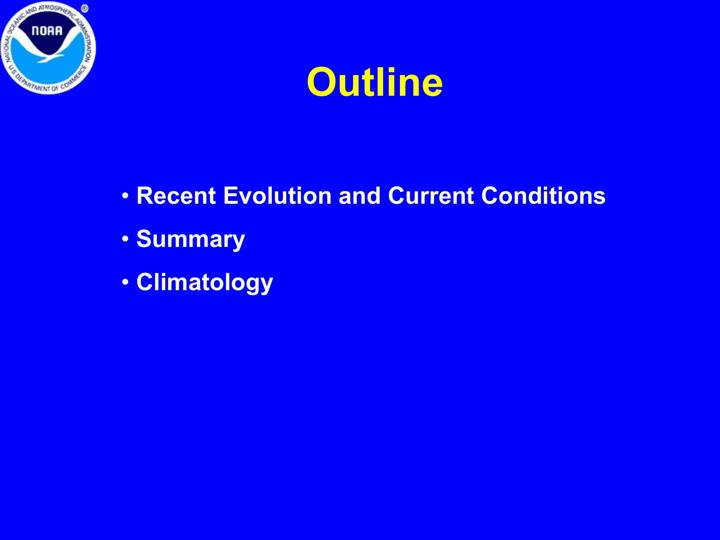 NATIONAL OCEANIC AND ATMOSPHERIC ADMINISTRATION
NOAA
U.S. DEPARTMENT OF COMMERCE
®
Outline
• Recent Evolution and Current Conditions
• Summary
• Climatology